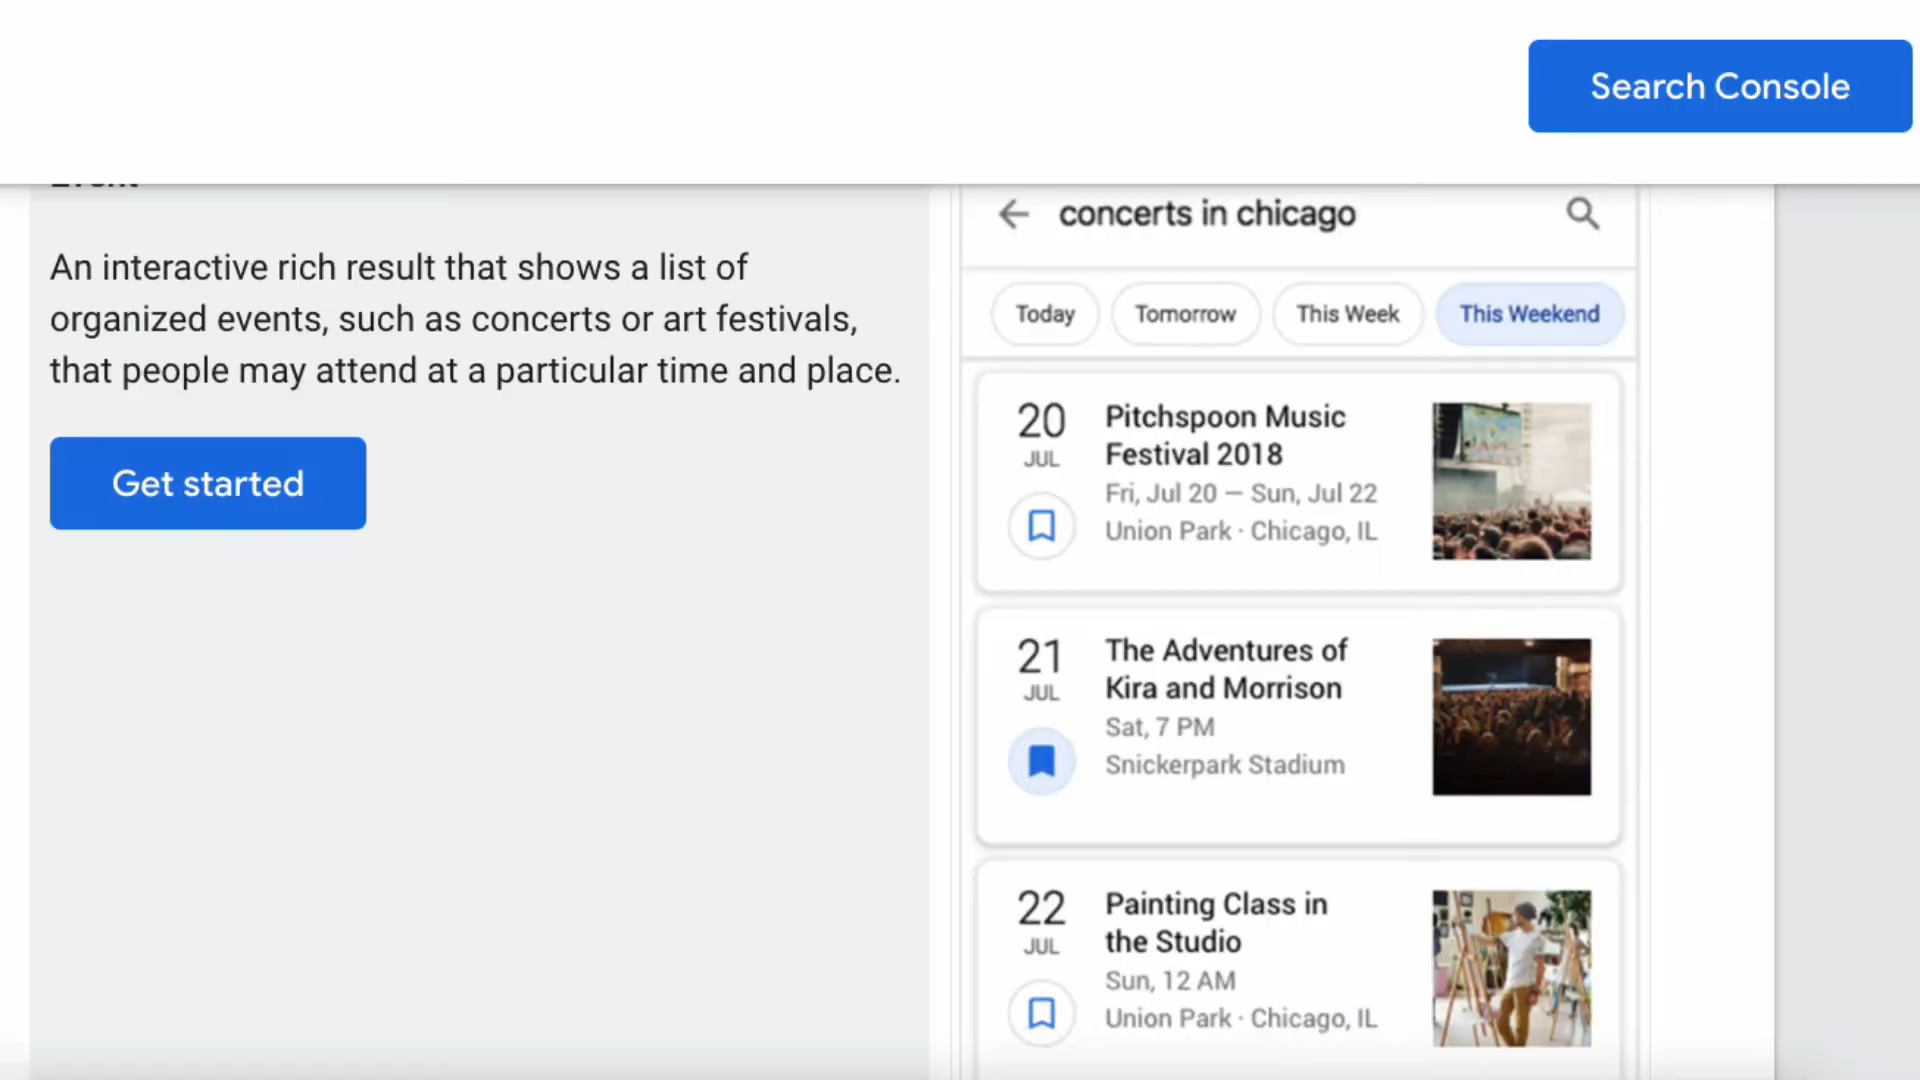 Search Console
Event
An interactive rich result that shows a list of
organized events, such as concerts or art festivals,
that people may attend at a particular time and place.
Get started
concerts in chicago
Today Tomorrow This Week This Weekend
20
JUL
Pitchspoon Music
Festival 2018
Fri, Jul 20 – Sun, Jul 22
Union Park · Chicago, IL
21
JUL
The Adventures of
Kira and Morrison
Sat, 7 PM
Snickerpark Stadium
22
JUL
Painting Class in
the Studio
Sun, 12 AM
Union Park · Chicago, IL